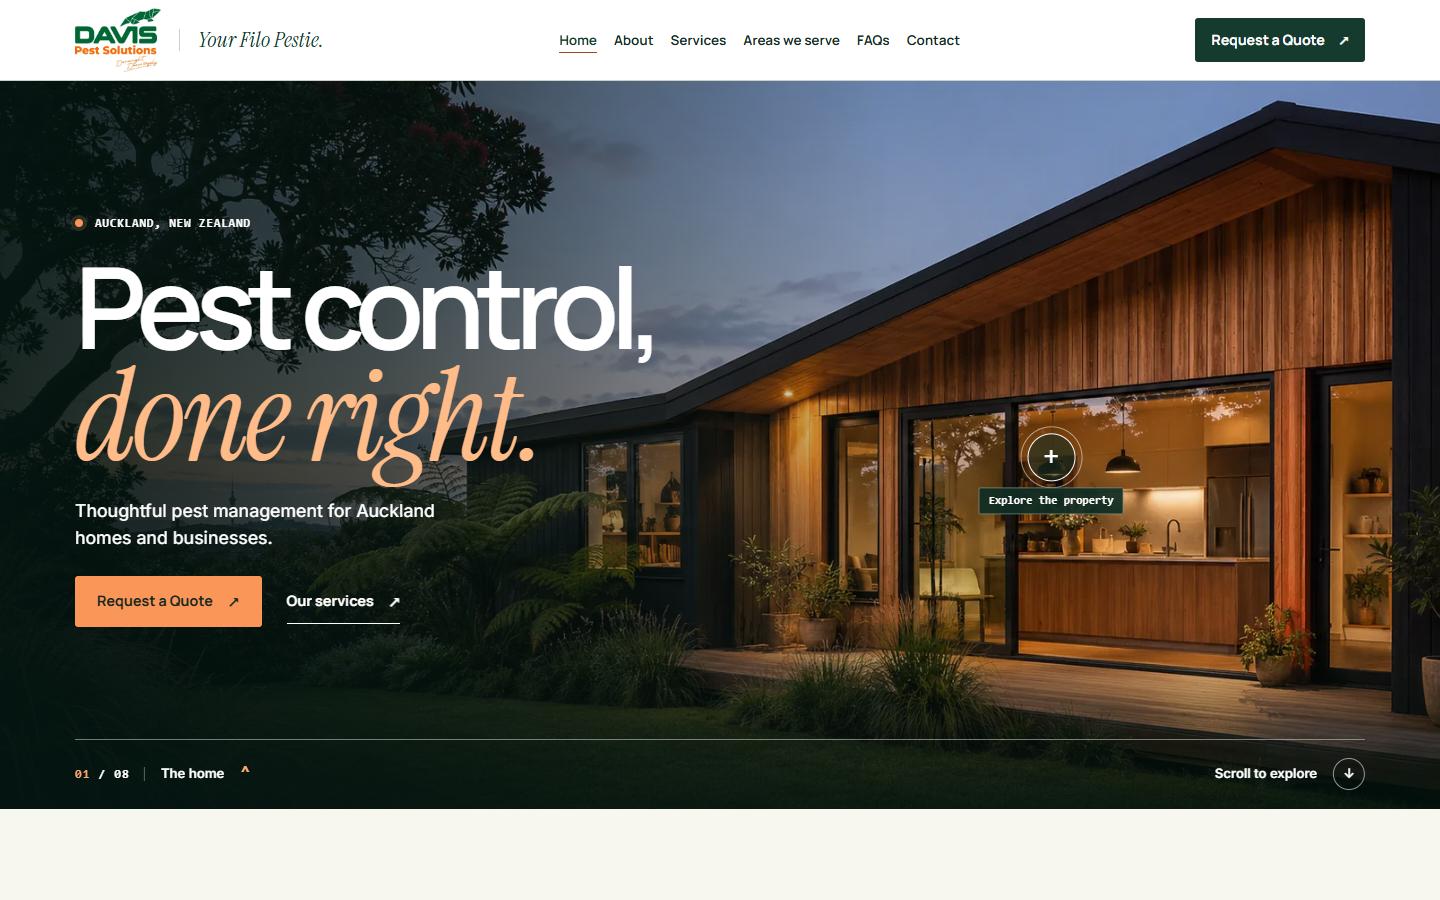 DAVIS
Pest Solutions
Your Filo Pestie.
Home
About
Services
Areas we serve
FAQs
Contact
Request a Quote ↗
AUCKLAND, NEW ZEALAND
Pest control,
done right.
Thoughtful pest management for Auckland
homes and businesses.
Request a Quote ↗
Our services ↗
+
Explore the property
01 / 08
The home ^
Scroll to explore ↓